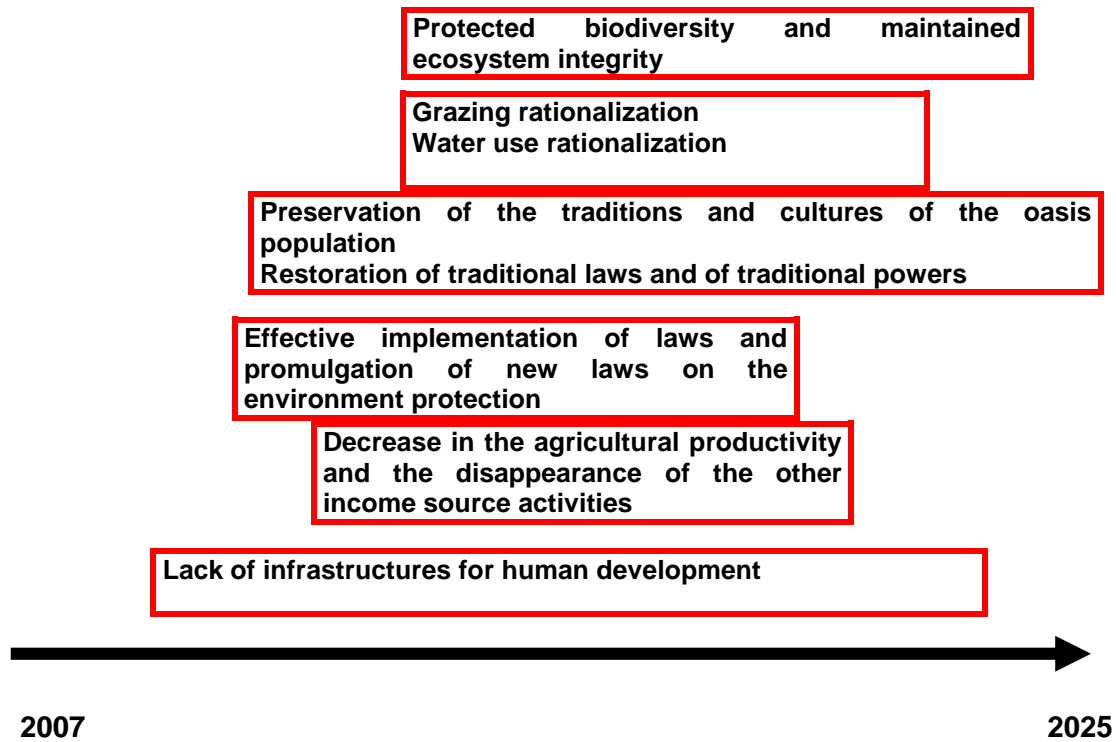 Protected biodiversity and maintained
ecosystem integrity
Grazing rationalization
Water use rationalization
Preservation of the traditions and cultures of the oasis
population
Restoration of traditional laws and of traditional powers
Effective implementation of laws and
promulgation of new laws on the
environment protection
Decrease in the agricultural productivity
and the disappearance of the other
income source activities
Lack of infrastructures for human development
2007
2025